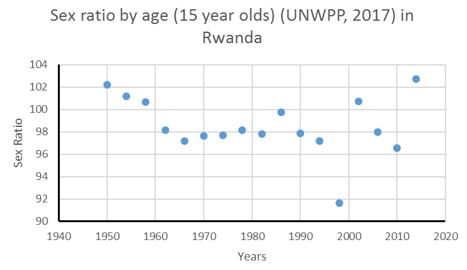 Sex ratio by age (15 year olds) (UNWPP, 2017) in
Rwanda
104
102
100
98
96
94
92
90
Sex Ratio
1940 1950 1960 1970 1980 1990 2000 2010 2020
Years